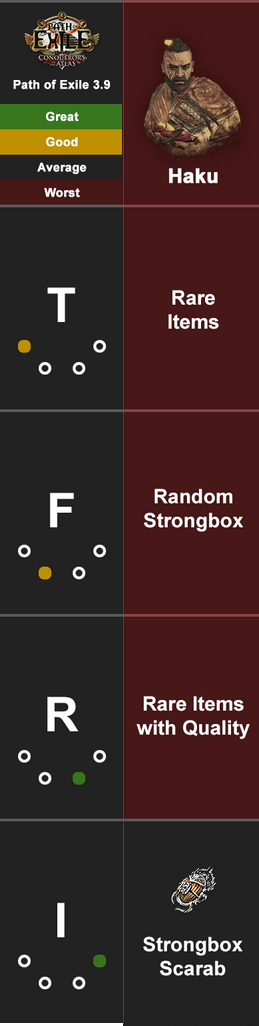 PATH
OF
EXILE
CONQUERORS
OF THE ATLAS
Path of Exile 3.9
Great
Good
Average
Worst
Haku
T
Rare
Items
F
Random
Strongbox
R
Rare Items
with Quality
I
Strongbox
Scarab